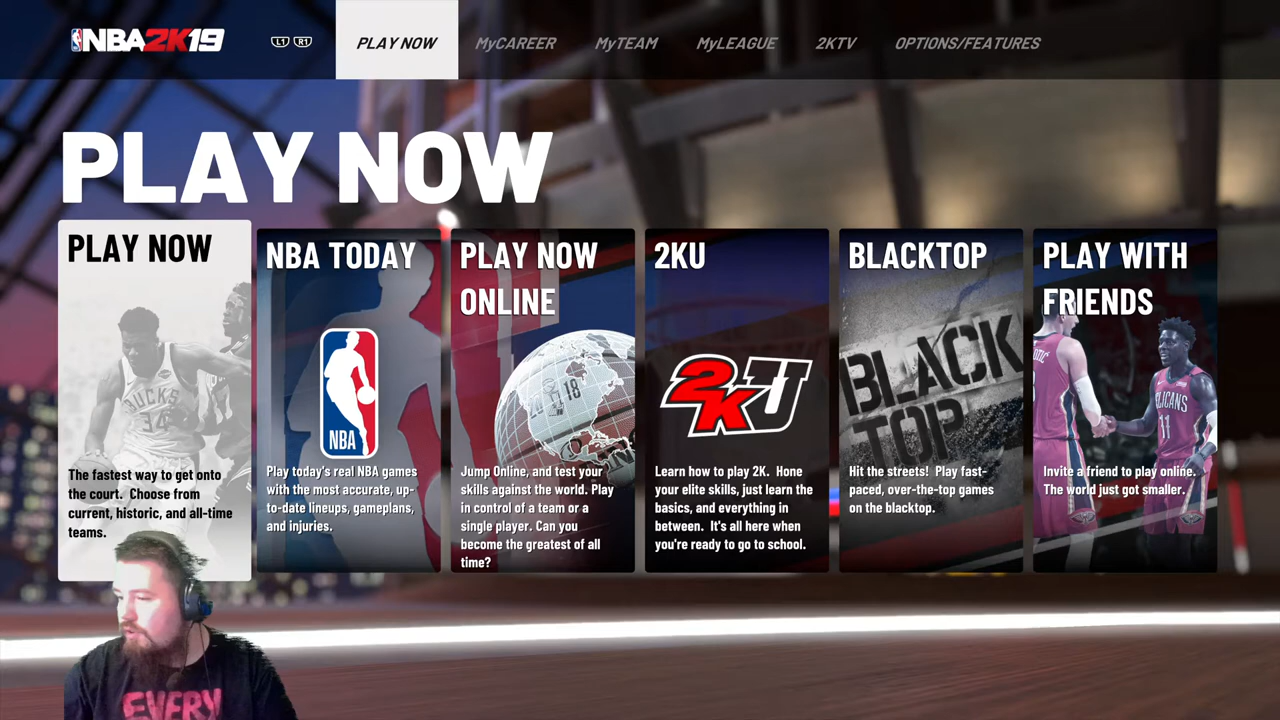 NBA2K19
L1 R1
PLAY NOW
MyCAREER
MyTEAM
MyLEAGUE
2KTV
OPTIONS/FEATURES
PLAY NOW
PLAY NOW
BUCKS
34
The fastest way to get onto
the court. Choose from
current, historic, and all-time
teams.
NBA TODAY
NBA
Play today's real NBA games
with the most accurate, up-
to-date lineups, gameplans,
and injuries.
PLAY NOW
ONLINE
18
Jump Online, and test your
skills against the world. Play
in control of a team or a
single player. Can you
become the greatest of all
time?
2KU
2KU
Learn how to play 2K. Hone
your elite skills, just learn the
basics, and everything in
between. It's all here when
you're ready to go to school.
BLACKTOP
BLACK
TOP
Hit the streets! Play fast-
paced, over-the-top games
on the blacktop.
PLAY WITH
FRIENDS
ELICANS
11
Invite a friend to play online.
The world just got smaller.
EVERY